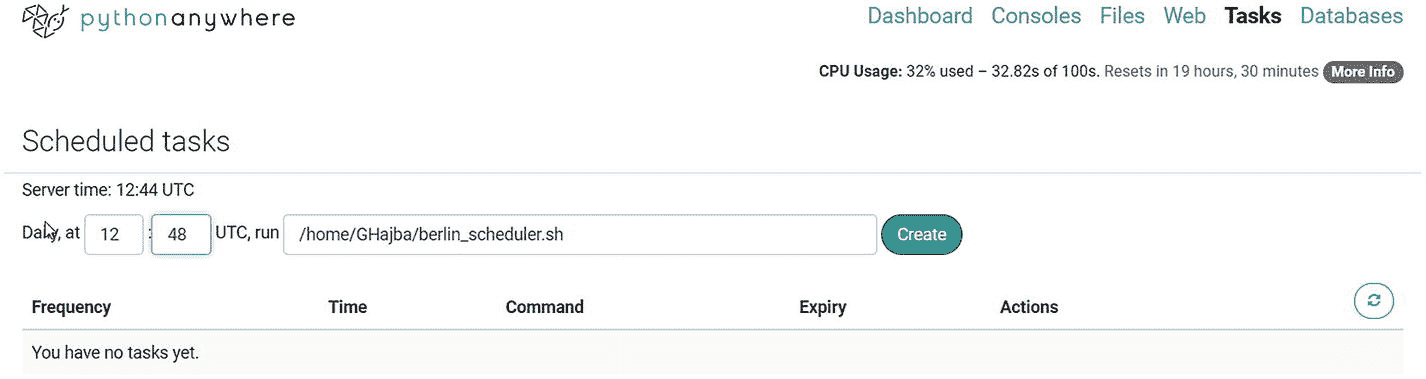 pythonanywhere
Dashboard Consoles Files Web Tasks Databases
CPU Usage: 32% used – 32.82s of 100s. Resets in 19 hours, 30 minutes More Info
Scheduled tasks
Server time: 12:44 UTC
Daily, at 12 : 48 UTC, run /home/GHajba/berlin_scheduler.sh Create
Frequency Time Command Expiry Actions
You have no tasks yet.